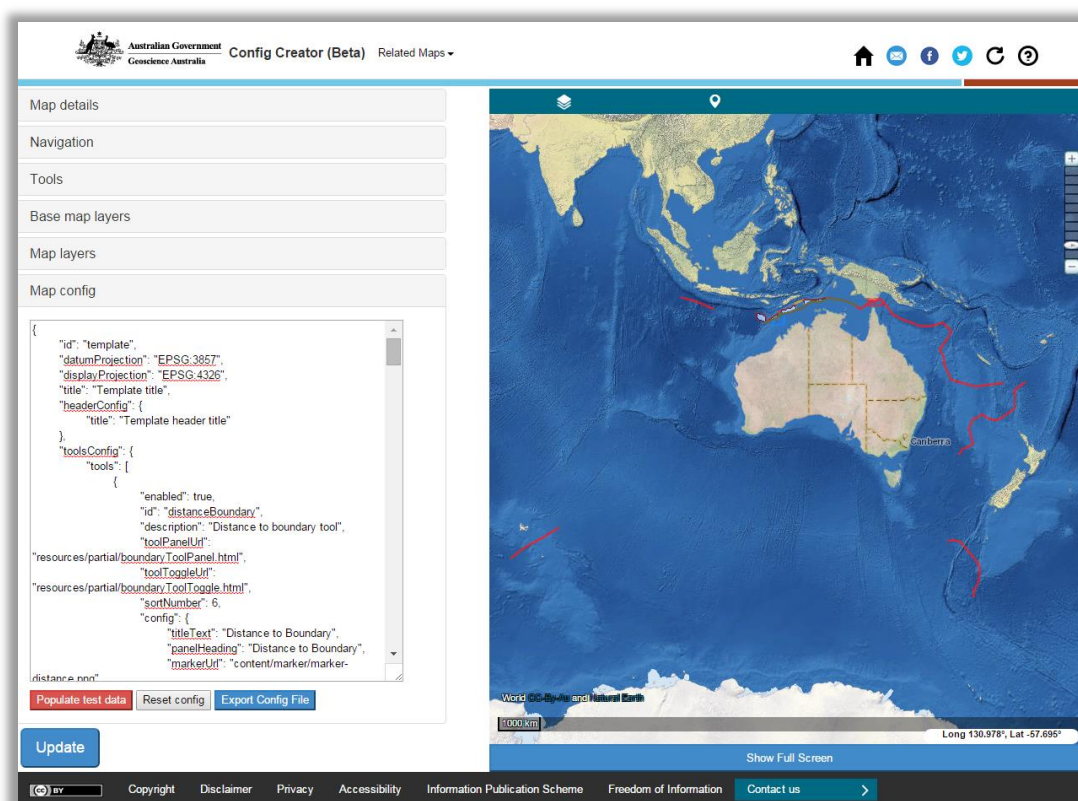 Australian Government
Geoscience Australia
Config Creator (Beta) Related Maps
Map details
Navigation
Tools
Base map layers
Map layers
Map config
{
"id": "template",
"datumProjection": "EPSG:3857",
"displayProjection": "EPSG:4326",
"title": "Template title",
"headerConfig": {
"title": "Template header title"
},
"toolsConfig": {
"tools": [
{
"enabled": true,
"id": "distanceBoundary",
"description": "Distance to boundary tool",
"toolPanelUrl":
"resources/partial/boundaryToolPanel.html",
"toolToggleUrl":
"resources/partial/boundaryToolToggle.html",
"sortNumber": 6,
"config": {
"titleText": "Distance to Boundary",
"panelHeading": "Distance to Boundary",
"markerUrl": "content/marker/marker-
distance.png"
Populate test data Reset config Export Config File
Update
Canberra
World CC-By-Au and Natural Earth
1000 km
Long 130.978°, Lat -57.695°
Show Full Screen
(cc) BY Copyright Disclaimer Privacy Accessibility Information Publication Scheme Freedom of Information Contact us